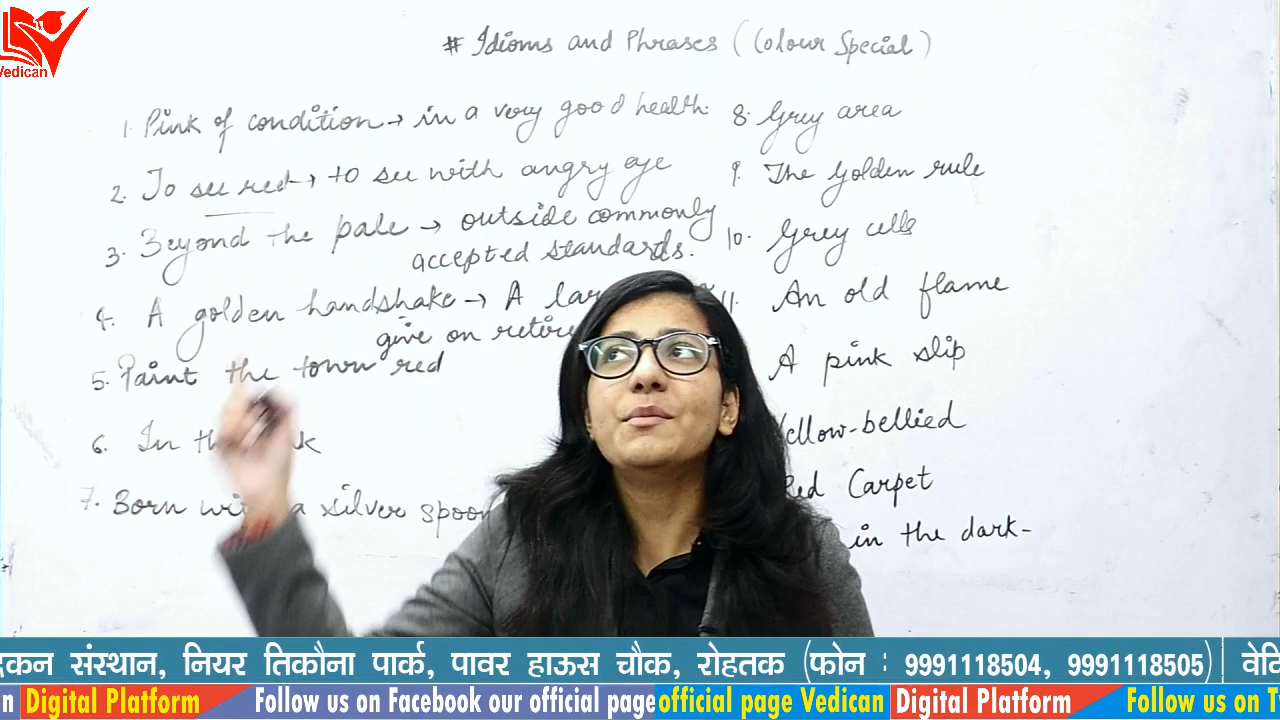 Vedican
# Idioms and Phrases (Colour Special)
1. Pink of condition → in a very good health.
2. To see red → to see with angry eye
3. Beyond the pale → outside commonly
accepted standards.
4. A golden handshake → A
give on
5. Paint the town red
6. In
7. Born a silver spoon
8. Grey area
9. The Golden rule
10. Grey cells
11. An old flame
A pink slip
bellied
Carpet
in the dark-
संस्थान, नियर तिकौना पार्क, पावर हाऊस चौक, रोहतक (फोन : 9991118504, 9991118505)
Digital Platform Follow us on Facebook our official page official page Vedican Digital Platform Follow us on